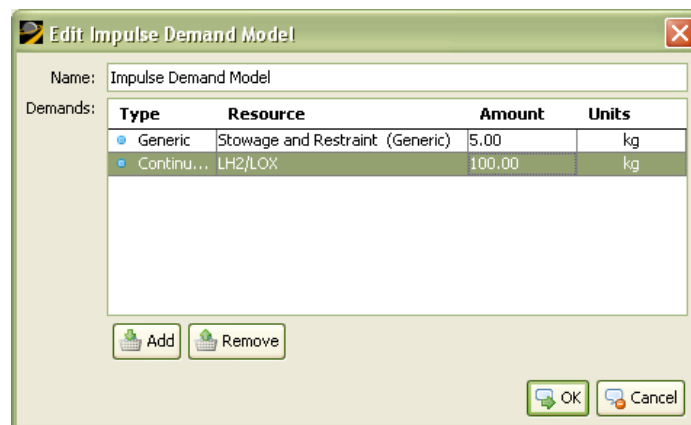 Edit Impulse Demand Model
Name: Impulse Demand Model
Demands:
Type Resource Amount Units
Generic Stowage and Restraint (Generic) 5.00 kg
Continu... LH2/LOX 100.00 kg
Add Remove
OK Cancel